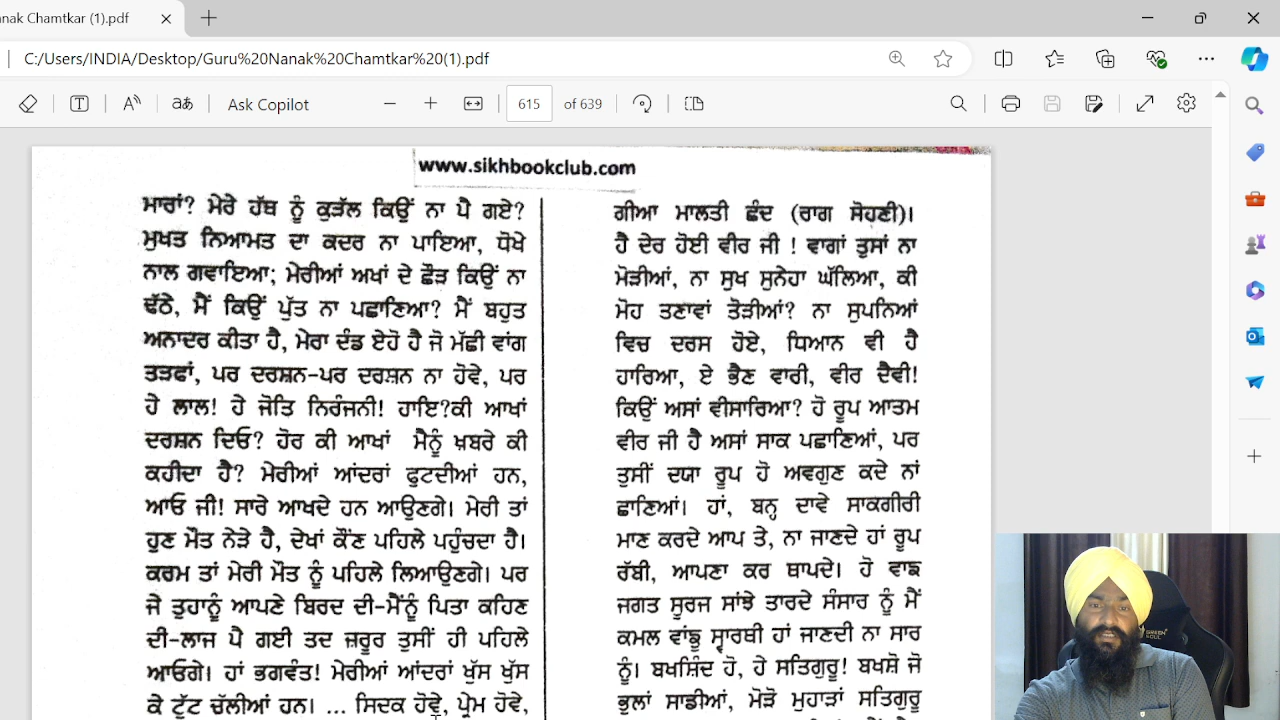 nak Chamtkar (1).pdf
C:/Users/INDIA/Desktop/Guru%20Nanak%20Chamtkar%20(1).pdf
Ask Copilot
615 of 639
www.sikhbookclub.com
ਮਾਰਾਂ? ਮੇਰੇ ਹੱਥ ਨੂੰ ਕੁੜੱਲ ਕਿਉਂ ਨਾ ਪੈ ਗਏ?
ਮੁਖਤ ਨਿਆਮਤ ਦਾ ਕਦਰ ਨਾ ਪਾਇਆ, ਧੋਖੇ
ਨਾਲ ਗਵਾਇਆ; ਮੇਰੀਆਂ ਅਖਾਂ ਦੇ ਛੌੜ ਕਿਉਂ ਨਾ
ਢੱਠੇ, ਮੈਂ ਕਿਉਂ ਪੁੱਤ ਨਾ ਪਛਾਣਿਆ? ਮੈਂ ਬਹੁਤ
ਅਨਾਦਰ ਕੀਤਾ ਹੈ, ਮੇਰਾ ਦੰਡ ਏਹੋ ਹੈ ਜੋ ਮੱਛੀ ਵਾਂਗ
ਤੜਫਾਂ, ਪਰ ਦਰਸ਼ਨ-ਪਰ ਦਰਸ਼ਨ ਨਾ ਹੋਵੇ, ਪਰ
ਹੇ ਲਾਲ! ਹੇ ਜੋਤਿ ਨਿਰੰਜਨੀ! ਹਾਇ?ਕੀ ਆਖਾਂ
ਦਰਸ਼ਨ ਦਿਓ? ਹੋਰ ਕੀ ਆਖਾਂ ਮੈਨੂੰ ਖ਼ਬਰੇ ਕੀ
ਕਹੀਦਾ ਹੈ? ਮੇਰੀਆਂ ਆਂਦਰਾਂ ਫੁਟਦੀਆਂ ਹਨ,
ਆਓ ਜੀ! ਸਾਰੇ ਆਖਦੇ ਹਨ ਆਉਣਗੇ। ਮੇਰੀ ਤਾਂ
ਹੁਣ ਮੌਤ ਨੇੜੇ ਹੈ, ਦੇਖਾਂ ਕੌਣ ਪਹਿਲੇ ਪਹੁੰਚਦਾ ਹੈ।
ਕਰਮ ਤਾਂ ਮੇਰੀ ਮੌਤ ਨੂੰ ਪਹਿਲੇ ਲਿਆਉਣਗੇ। ਪਰ
ਜੇ ਤੁਹਾਨੂੰ ਆਪਣੇ ਬਿਰਦ ਦੀ-ਮੈਂਨੂੰ ਪਿਤਾ ਕਹਿਣ
ਦੀ-ਲਾਜ ਪੈ ਗਈ ਤਦ ਜ਼ਰੂਰ ਤੁਸੀਂ ਹੀ ਪਹਿਲੇ
ਆਓਗੇ। ਹਾਂ ਭਗਵੰਤ! ਮੇਰੀਆਂ ਆਂਦਰਾਂ ਖੁੱਸ ਖੁੱਸ
ਕੇ ਟੁੱਟ ਚੱਲੀਆਂ ਹਨ। ... ਸਿਦਕ ਹੋਵੇ, ਪ੍ਰੇਮ ਹੋਵੇ,
ਗੀਆ ਮਾਲਤੀ ਛੰਦ (ਰਾਗ ਸੋਹਣੀ)।
ਹੈ ਦੇਰ ਹੋਈ ਵੀਰ ਜੀ ! ਵਾਗਾਂ ਤੁਸਾਂ ਨਾ
ਮੋੜੀਆਂ, ਨਾ ਸੁਖ ਸੁਨੇਹਾ ਘੱਲਿਆ, ਕੀ
ਮੋਹ ਤਣਾਵਾਂ ਤੋੜੀਆਂ? ਨਾ ਸੁਪਨਿਆਂ
ਵਿਚ ਦਰਸ ਹੋਏ, ਧਿਆਨ ਵੀ ਹੈ
ਹਾਰਿਆ, ਏ ਭੈਣ ਵਾਰੀ, ਵੀਰ ਦੈਵੀ!
ਕਿਉਂ ਅਸਾਂ ਵੀਸਾਰਿਆ? ਹੋ ਰੂਪ ਆਤਮ
ਵੀਰ ਜੀ ਹੈ ਅਸਾਂ ਸਾਕ ਪਛਾਣਿਆਂ, ਪਰ
ਤੁਸੀਂ ਦਯਾ ਰੂਪ ਹੋ ਅਵਗੁਣ ਕਦੇ ਨਾਂ
ਛਾਣਿਆਂ। ਹਾਂ, ਬਨ੍ਹ ਦਾਵੇ ਸਾਕਗੀਰੀ
ਮਾਣ ਕਰਦੇ ਆਪ ਤੇ, ਨਾ ਜਾਣਦੇ ਹਾਂ ਰੂਪ
ਰੱਬੀ, ਆਪਣਾ ਕਰ ਥਾਪਦੇ। ਹੋ ਵਾਙ
ਜਗਤ ਸੂਰਜ ਸਾਂਝੇ ਤਾਰਦੇ ਸੰਸਾਰ ਨੂੰ ਮੈਂ
ਕਮਲ ਵਾਂਙੂ ਸ੍ਵਾਰਥੀ ਹਾਂ ਜਾਣਦੀ ਨਾ ਸਾਰ
ਨੂੰ। ਬਖਸ਼ਿੰਦ ਹੋ, ਹੇ ਸਤਿਗੁਰੂ! ਬਖਸ਼ੋ ਜੋ
ਭੁਲਾਂ ਸਾਡੀਆਂ, ਮੋੜੋ ਮੁਹਾੜਾਂ ਸਤਿਗੁਰੂ